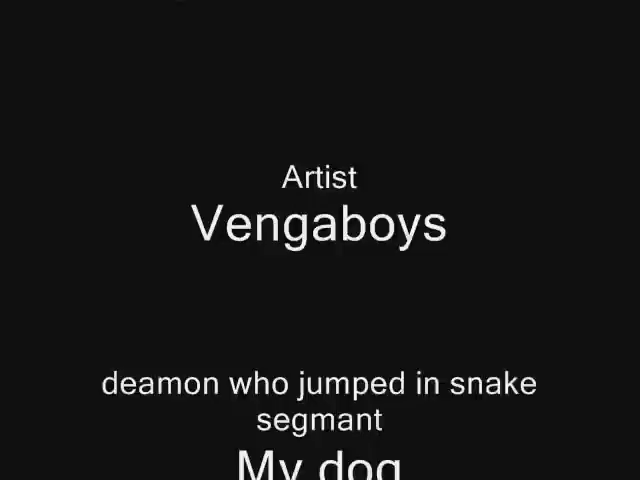 Artist
Vengaboys
deamon who jumped in snake
segmant
My dog